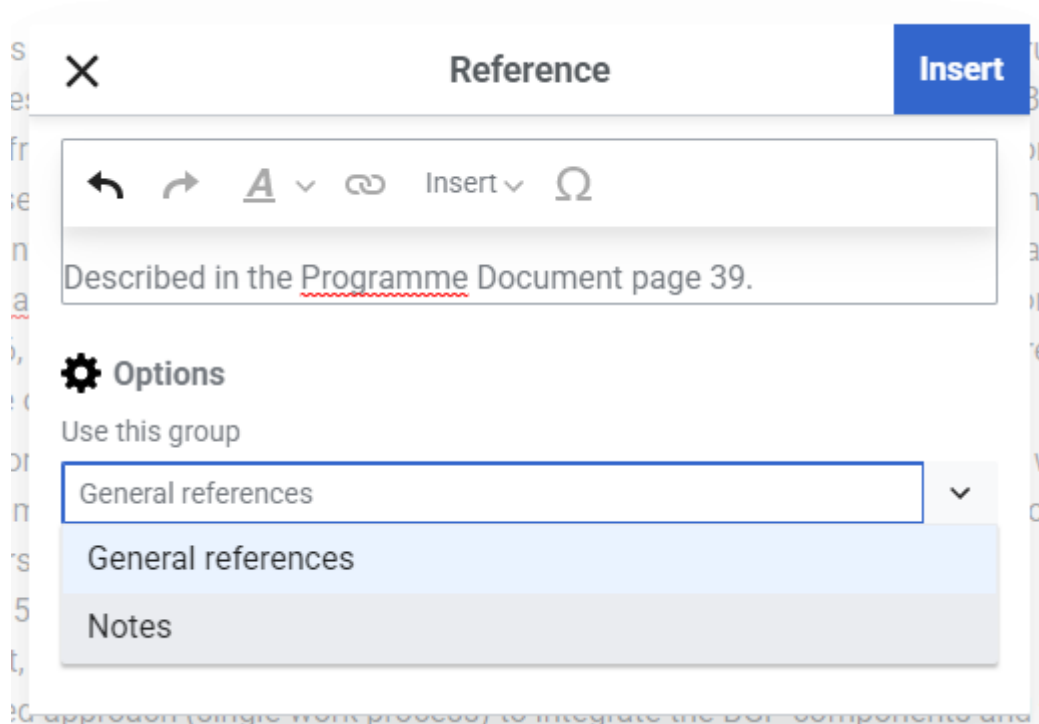 Reference
Insert
A Insert Ω
Described in the Programme Document page 39.
Options
Use this group
General references
General references
Notes